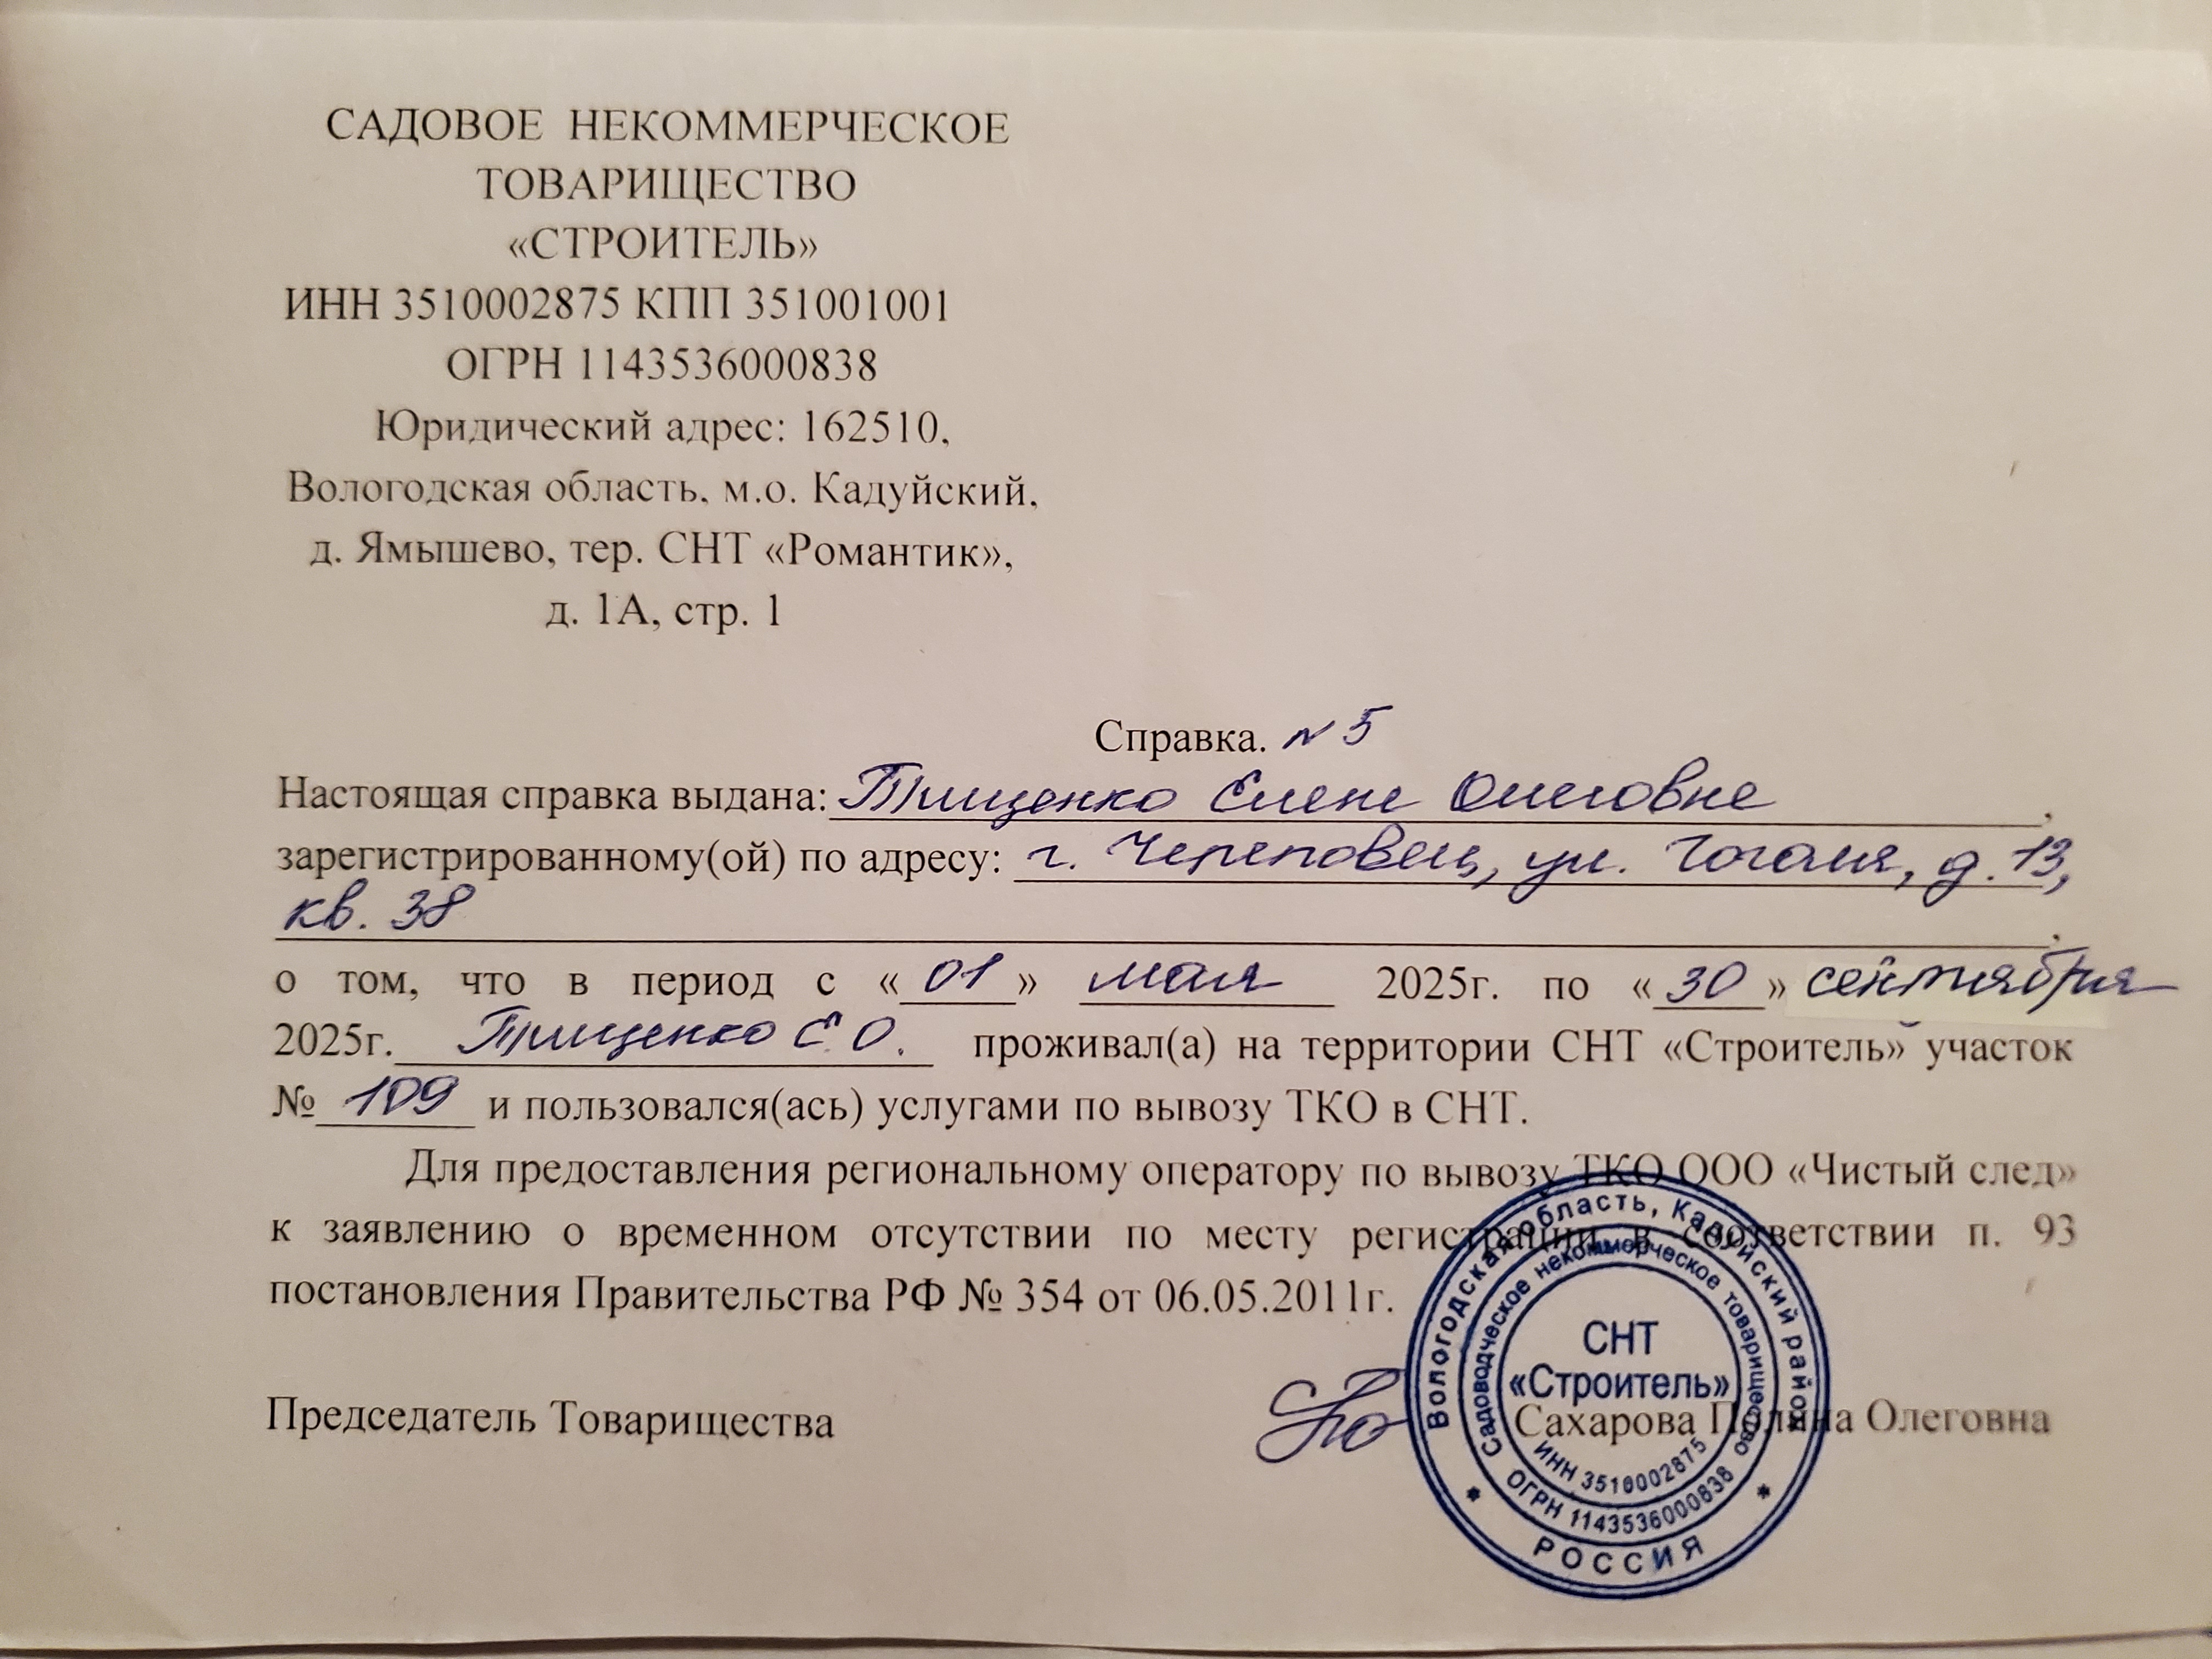 САДОВОЕ НЕКОММЕРЧЕСКОЕ
ТОВАРИЩЕСТВО
«СТРОИТЕЛЬ»
ИНН 3510002875 КПП 351001001
ОГРН 1143536000838
Юридический адрес: 162510,
Вологодская область, м.о. Кадуйский,
д. Ямышево, тер. СНТ «Романтик»,
д. 1А, стр. 1
Справка. N 5
Настоящая справка выдана: Тищенко Елене Олеговне,
зарегистрированному(ой) по адресу: г. Череповец, ул. Гоголя, д. 13,
кв. 38,
о том, что в период с «01» мая 2025г. по «30» сентября
2025г. Тищенко Е.О. проживал(а) на территории СНТ «Строитель» участок
№ 109 и пользовался(ась) услугами по вывозу ТКО в СНТ.
Для предоставления региональному оператору по вывозу ТКО ООО «Чистый след»
к заявлению о временном отсутствии по месту регистрации в соответствии п. 93
постановления Правительства РФ № 354 от 06.05.2011г.
Председатель Товарищества Сахарова Полина Олеговна
Вологодская область, Кадуйский район
Садоводческое некоммерческое товарищество
СНТ
«Строитель»
ИНН 3510002875
ОГРН 1143536000838
РОССИЯ